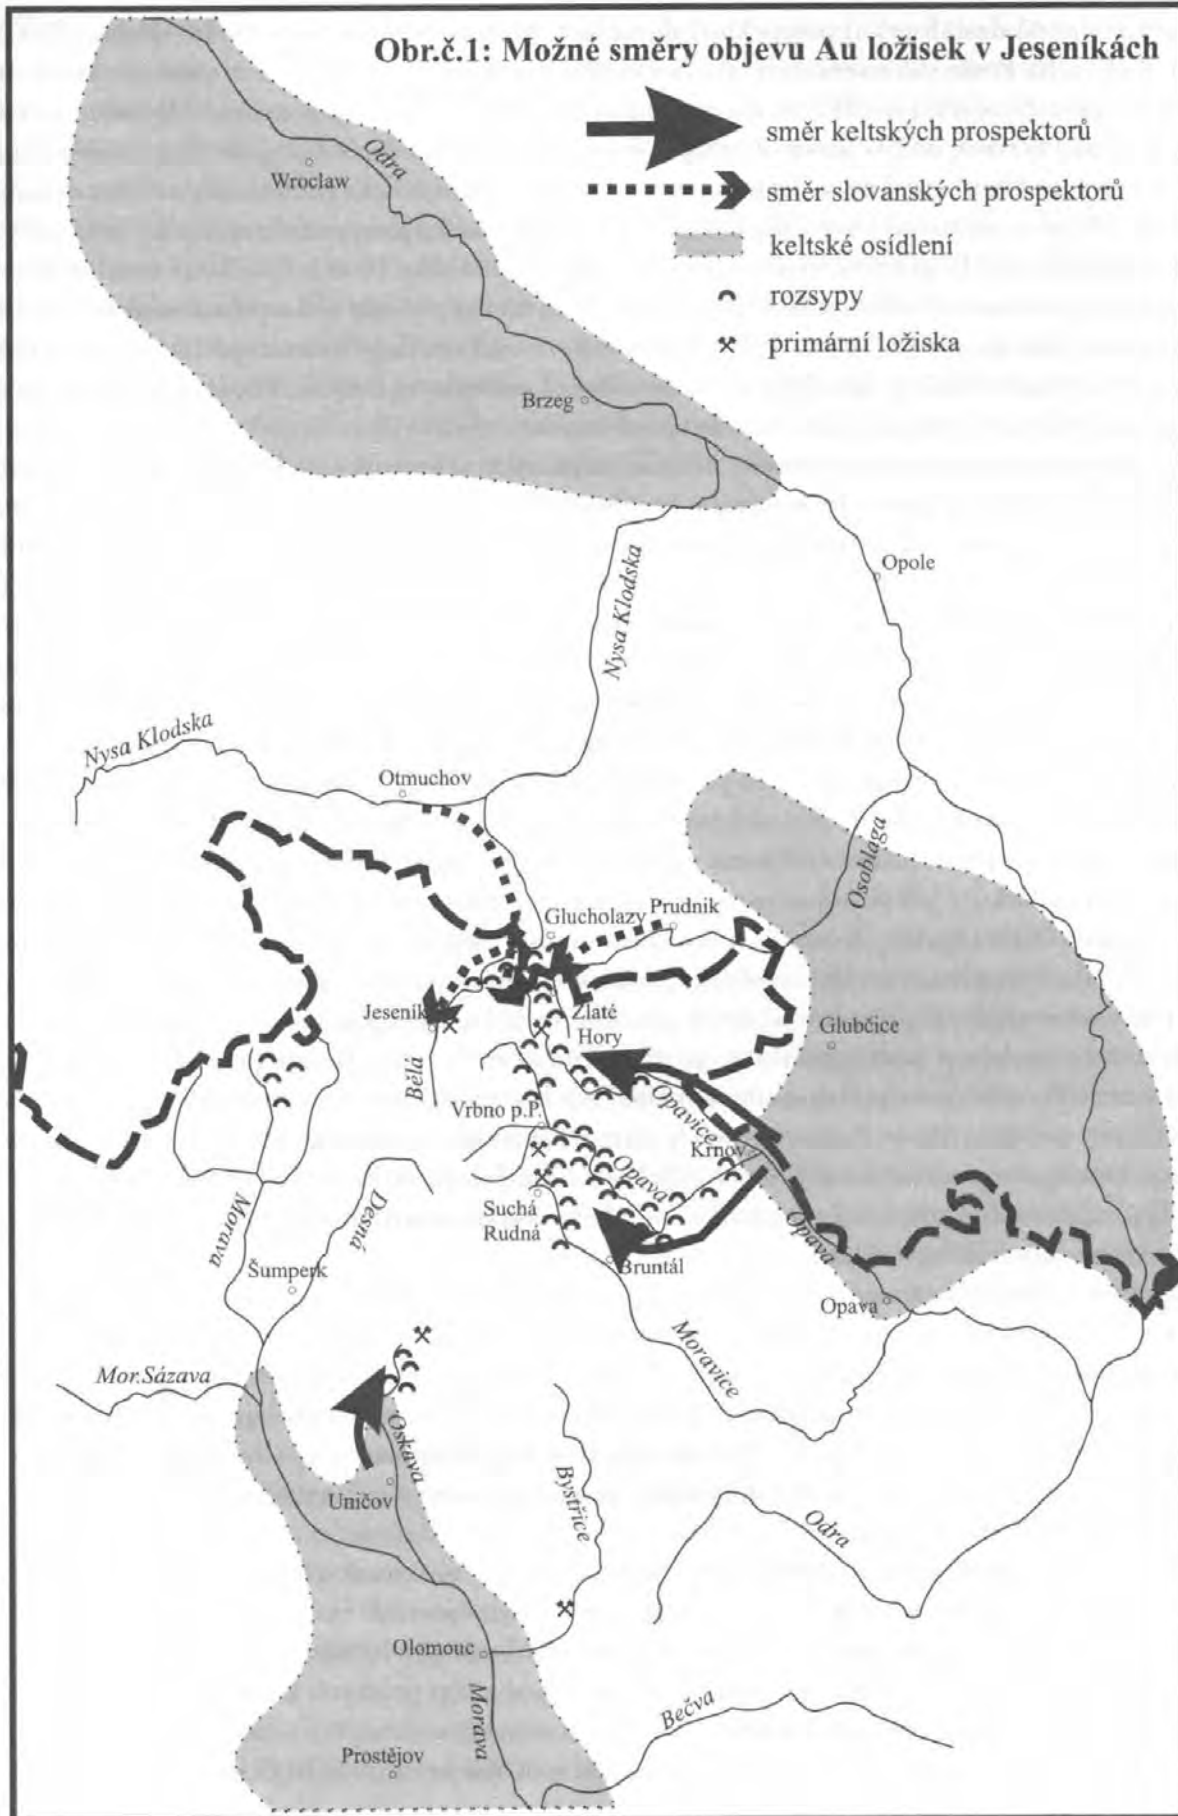 Obr.č.1: Možné směry objevu Au ložisek v Jeseníkách
směr keltských prospektorů
směr slovanských prospektorů
keltské osídlení
rozsypy
primární ložiska
Odra
Wroclaw
Brzeg
Opole
Nysa Klodska
Nysa Klodska
Otmuchov
Osoblaga
Glucholazy
Prudnik
Jeseník
Zlaté
Hory
Glubčice
Bělá
Vrbno p.P.
Opavice
Krnov
Opava
Suchá
Rudná
Desná
Morava
Opava
Šumperk
Bruntál
Opava
Moravice
Mor.Sázava
Oskava
Uničov
Bystřice
Odra
Olomouc
Morava
Bečva
Prostějov